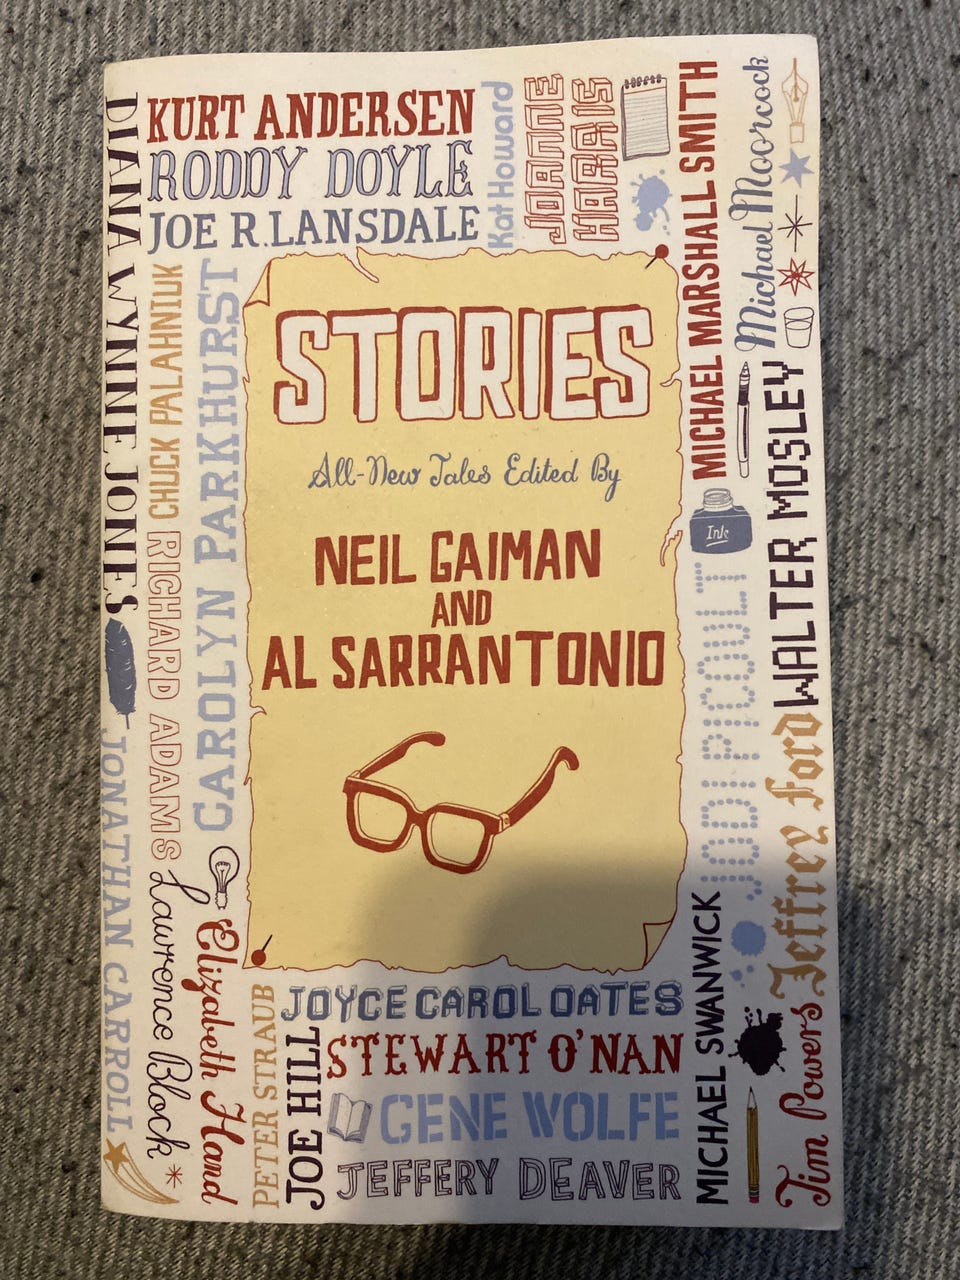 DIANA WYNNE JONES
KURT ANDERSEN
RODDY DOYLE
JOE R. LANSDALE
Kat Howard
JOANNE
HARRIS
MICHAEL MARSHALL SMITH
Michael Moorcock
CHUCK PALAHNIUK
CAROLYN PARKHURST
STORIES
All-New Tales Edited By
NEIL GAIMAN
AND
AL SARRANTONIO
Ink
WALTER MOSLEY
JODI PICOULT
RICHARD ADAMS
Jeffrey Ford
JONATHAN CARROLL
Lawrence Block
Elizabeth Hand
PETER STRAUB
JOE HILL
JOYCE CAROL OATES
STEWART O'NAN
GENE WOLFE
JEFFERY DEAVER
MICHAEL SWANWICK
Tim Powers